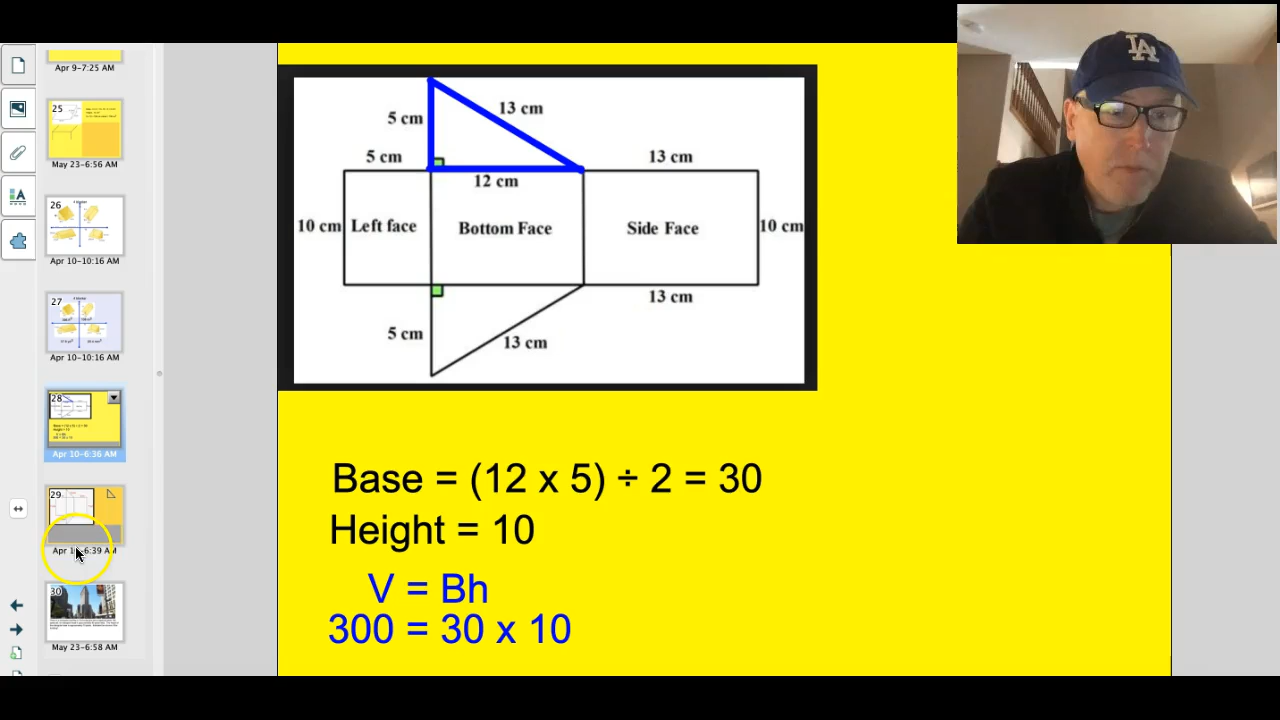 Apr 9-7:25 AM
25
May 23-6:56 AM
26
Apr 10-10:16 AM
27
Apr 10-10:16 AM
28
Apr 10-6:36 AM
29
6:39 AM
30
May 23-6:58 AM
LA
5 cm
13 cm
5 cm
13 cm
12 cm
10 cm
Left face
Bottom Face
Side Face
10 cm
13 cm
5 cm
13 cm
Base = (12 x 5) ÷ 2 = 30
Height = 10
V = Bh
300 = 30 x 10